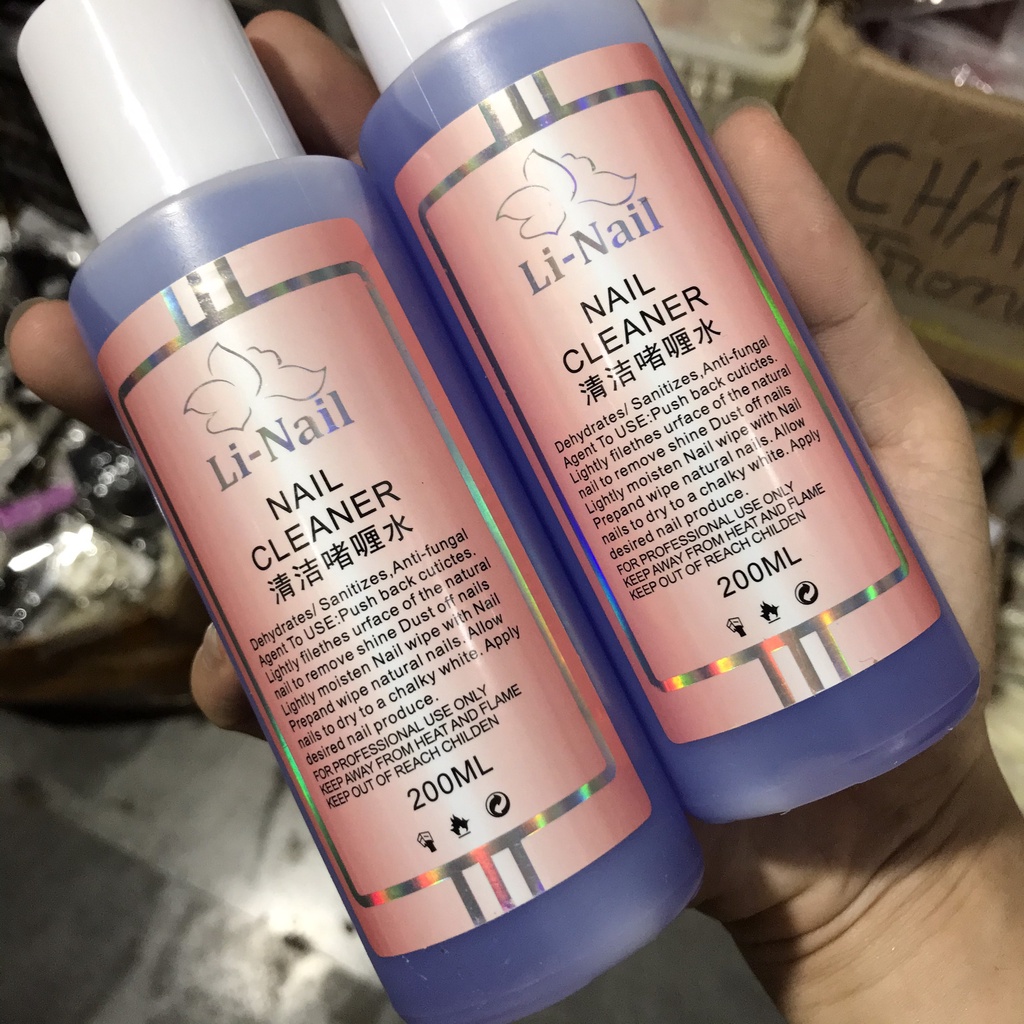 Li-Nail
NAIL
CLEANER
清洁啫喱水
Dehydrates/ Sanitizes,Anti-fungal
Agent To USE:Push back cutictes.
Lightly filethes urface of the natural
nail to remove shine Dust off nails
Lightly moisten Nail wipe with Nail
Prepand wipe natural nails. Allow
nails to dry to a chalky white. Apply
desired nail produce.
FOR PROFESSIONAL USE ONLY
KEEP AWAY FROM HEAT AND FLAME
KEEP OUT OF REACH CHILDEN
200ML
Li-Nail
NAIL
CLEANER
清洁啫喱水
Dehydrates/ Sanitizes,Anti-fungal
Agent To USE:Push back cutictes.
Lightly filethes urface of the natural
nail to remove shine Dust off nails
Lightly moisten Nail wipe with Nail
Prepand wipe natural nails. Allow
nails to dry to a chalky white. Apply
desired nail produce.
FOR PROFESSIONAL USE ONLY
KEEP AWAY FROM HEAT AND FLAME
KEEP OUT OF REACH CHILDEN
200ML